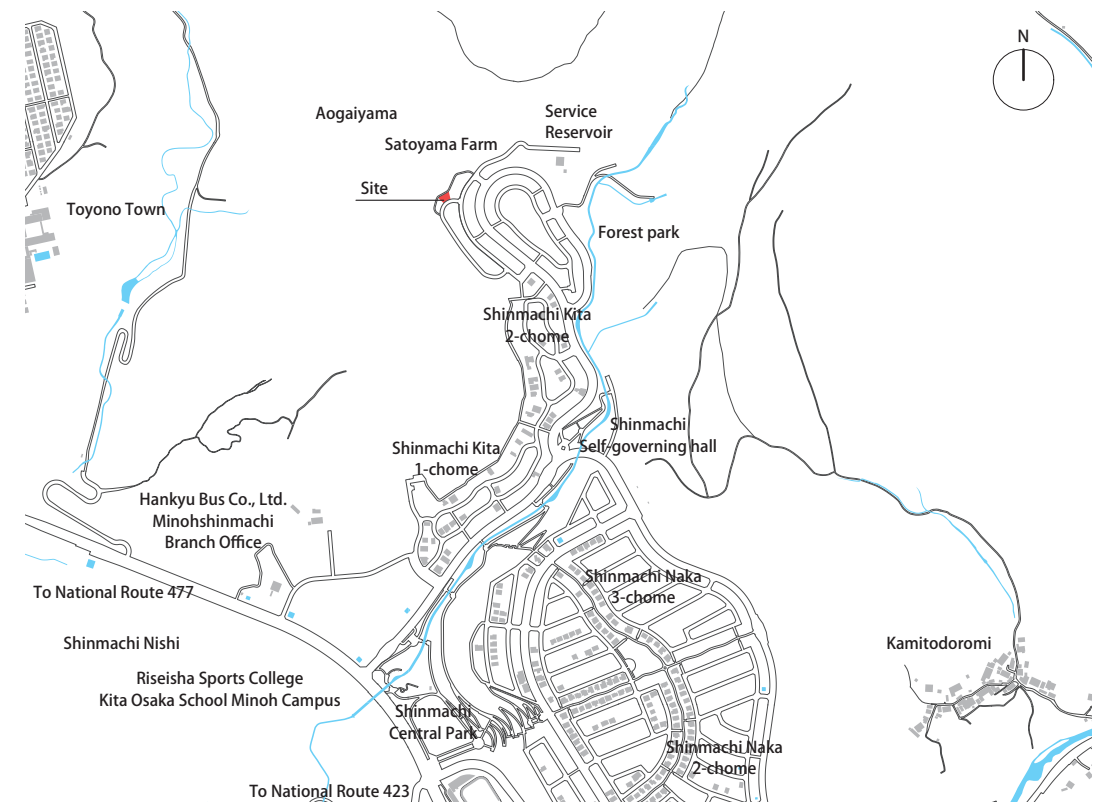 N
Aogaiyama
Service
Reservoir
Satoyama Farm
Site
Toyono Town
Forest park
Shinmachi Kita
2-chome
Shinmachi
Self-governing hall
Shinmachi Kita
1-chome
Hankyu Bus Co., Ltd.
Minohshinmachi
Branch Office
Shinmachi Naka
3-chome
To National Route 477
Shinmachi Nishi
Kamitodoromi
Riseisha Sports College
Kita Osaka School Minoh Campus
Shinmachi
Central Park
Shinmachi Naka
2-chome
To National Route 423